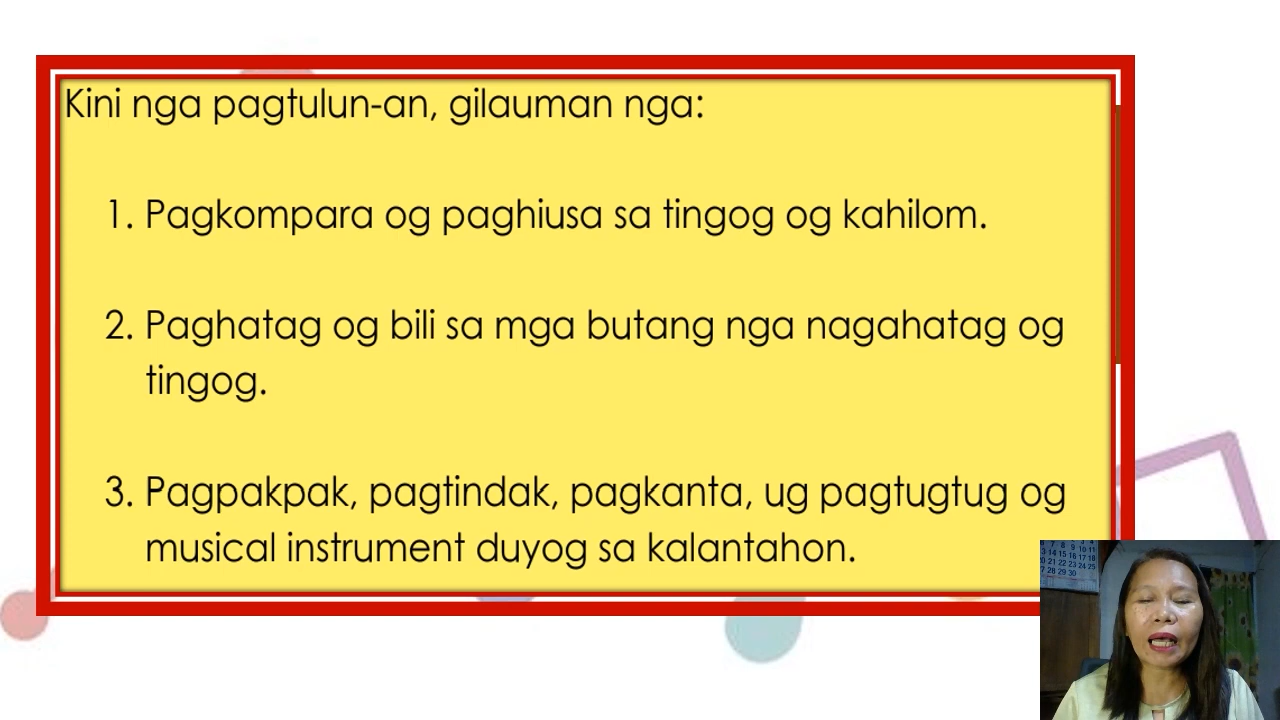 Kini nga pagtulun-an, gilauman nga:
1. Pagkompara og paghiusa sa tingog og kahilom.
2. Paghatag og bili sa mga butang nga nagahatag og
tingog.
3. Pagpakpak, pagtindak, pagkanta, ug pagtugtug og
musical instrument duyog sa kalantahon.